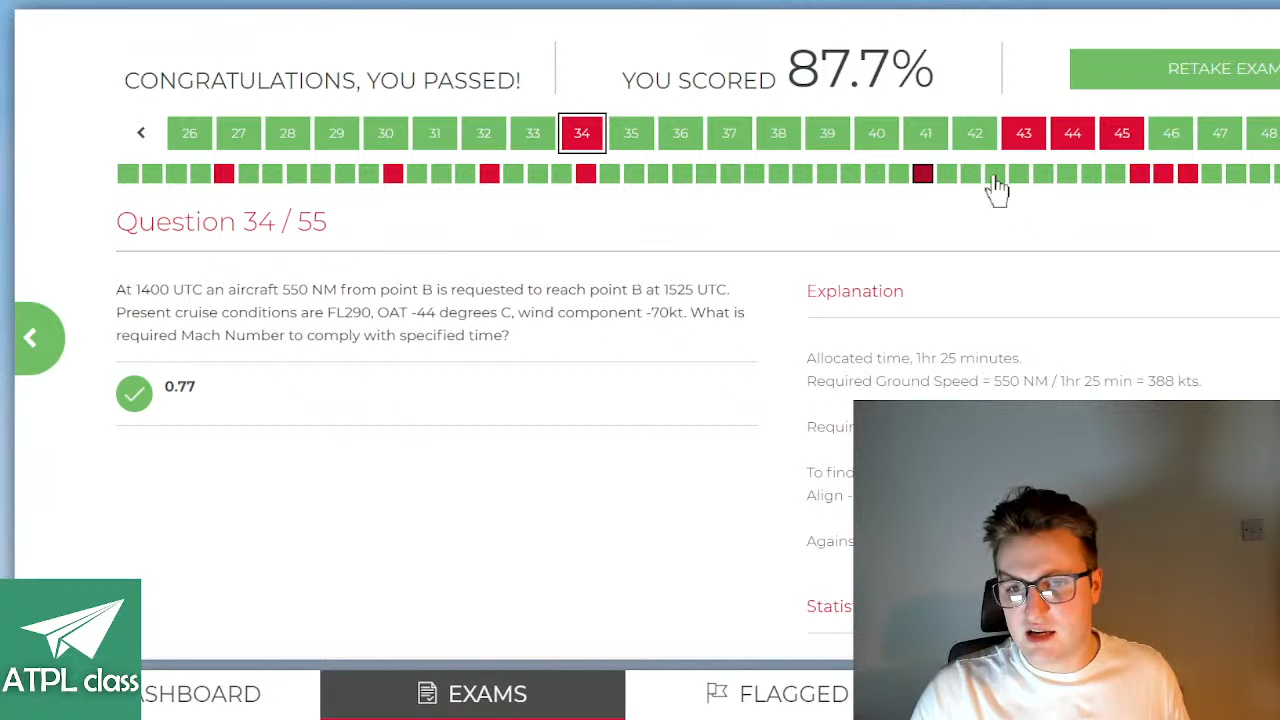 CONGRATULATIONS, YOU PASSED!
YOU SCORED 87.7%
RETAKE EXAM
26 27 28 29 30 31 32 33 34 35 36 37 38 39 40 41 42 43 44 45 46 47 48
Question 34 / 55
At 1400 UTC an aircraft 550 NM from point B is requested to reach point B at 1525 UTC.
Present cruise conditions are FL290, OAT -44 degrees C, wind component -70kt. What is
required Mach Number to comply with specified time?
0.77
Explanation
Allocated time, 1hr 25 minutes.
Required Ground Speed = 550 NM / 1hr 25 min = 388 kts.
To find
Align -
ATPL class
EXAMS
FLAGGED